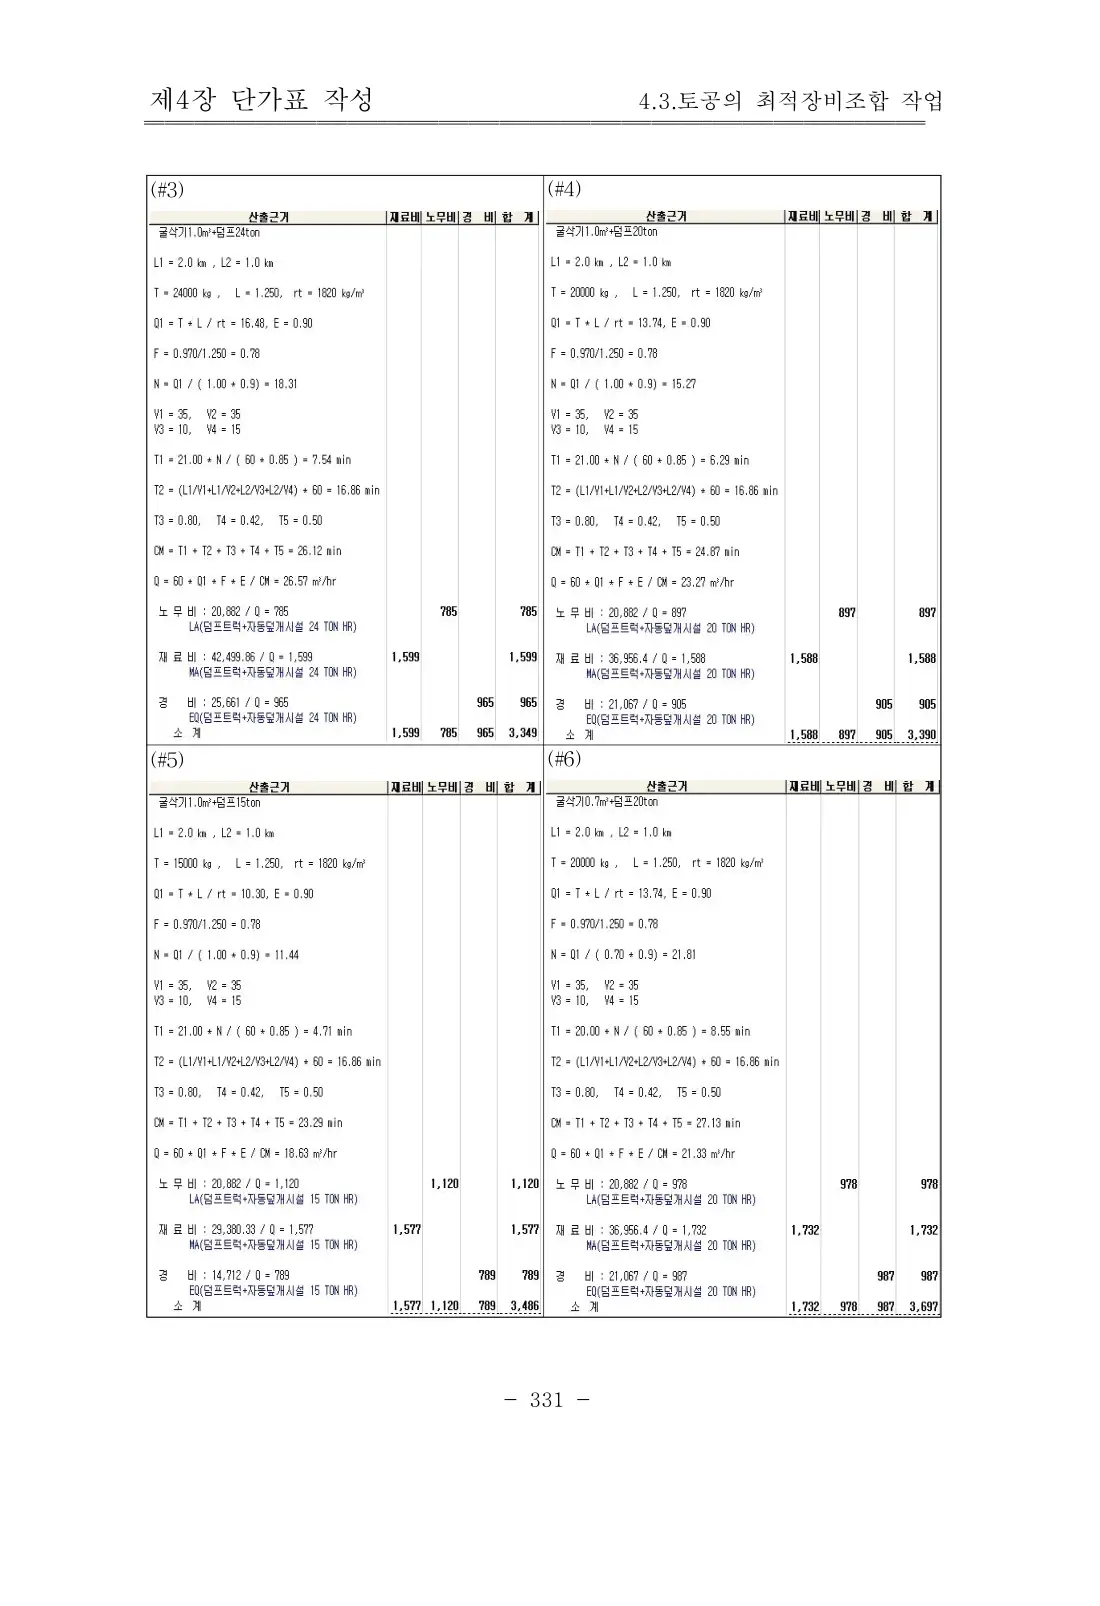 제4장 단가표 작성
4.3.토공의 최적장비조합 작업
(#3)
산출근거 재료비 노무비 경 비 합 계
굴삭기1.0㎥+덤프24ton
L1 = 2.0 ㎞ , L2 = 1.0 ㎞
T = 24000 ㎏ , L = 1.250, rt = 1820 ㎏/㎥
Q1 = T * L / rt = 16.48, E = 0.90
F = 0.970/1.250 = 0.78
N = Q1 / ( 1.00 * 0.9) = 18.31
V1 = 35, V2 = 35
V3 = 10, V4 = 15
T1 = 21.00 * N / ( 60 * 0.85 ) = 7.54 min
T2 = (L1/V1+L1/V2+L2/V3+L2/V4) * 60 = 16.86 min
T3 = 0.80, T4 = 0.42, T5 = 0.50
CM = T1 + T2 + T3 + T4 + T5 = 26.12 min
Q = 60 * Q1 * F * E / CM = 26.57 ㎥/hr
노 무 비 : 20,882 / Q = 785 785 785
LA(덤프트럭+자동덮개시설 24 TON HR)
재 료 비 : 42,499.86 / Q = 1,599 1,599 1,599
MA(덤프트럭+자동덮개시설 24 TON HR)
경 비 : 25,661 / Q = 965 965 965
EQ(덤프트럭+자동덮개시설 24 TON HR)
소 계 1,599 785 965 3,349
(#4)
산출근거 재료비 노무비 경 비 합 계
굴삭기1.0㎥+덤프20ton
L1 = 2.0 ㎞ , L2 = 1.0 ㎞
T = 20000 ㎏ , L = 1.250, rt = 1820 ㎏/㎥
Q1 = T * L / rt = 13.74, E = 0.90
F = 0.970/1.250 = 0.78
N = Q1 / ( 1.00 * 0.9) = 15.27
V1 = 35, V2 = 35
V3 = 10, V4 = 15
T1 = 21.00 * N / ( 60 * 0.85 ) = 6.29 min
T2 = (L1/V1+L1/V2+L2/V3+L2/V4) * 60 = 16.86 min
T3 = 0.80, T4 = 0.42, T5 = 0.50
CM = T1 + T2 + T3 + T4 + T5 = 24.87 min
Q = 60 * Q1 * F * E / CM = 23.27 ㎥/hr
노 무 비 : 20,882 / Q = 897 897 897
LA(덤프트럭+자동덮개시설 20 TON HR)
재 료 비 : 36,956.4 / Q = 1,588 1,588 1,588
MA(덤프트럭+자동덮개시설 20 TON HR)
경 비 : 21,067 / Q = 905 905 905
EQ(덤프트럭+자동덮개시설 20 TON HR)
소 계 1,588 897 905 3,390
(#5)
산출근거 재료비 노무비 경 비 합 계
굴삭기1.0㎥+덤프15ton
L1 = 2.0 ㎞ , L2 = 1.0 ㎞
T = 15000 ㎏ , L = 1.250, rt = 1820 ㎏/㎥
Q1 = T * L / rt = 10.30, E = 0.90
F = 0.970/1.250 = 0.78
N = Q1 / ( 1.00 * 0.9) = 11.44
V1 = 35, V2 = 35
V3 = 10, V4 = 15
T1 = 21.00 * N / ( 60 * 0.85 ) = 4.71 min
T2 = (L1/V1+L1/V2+L2/V3+L2/V4) * 60 = 16.86 min
T3 = 0.80, T4 = 0.42, T5 = 0.50
CM = T1 + T2 + T3 + T4 + T5 = 23.29 min
Q = 60 * Q1 * F * E / CM = 18.63 ㎥/hr
노 무 비 : 20,882 / Q = 1,120 1,120 1,120
LA(덤프트럭+자동덮개시설 15 TON HR)
재 료 비 : 29,380.33 / Q = 1,577 1,577 1,577
MA(덤프트럭+자동덮개시설 15 TON HR)
경 비 : 14,712 / Q = 789 789 789
EQ(덤프트럭+자동덮개시설 15 TON HR)
소 계 1,577 1,120 789 3,486
(#6)
산출근거 재료비 노무비 경 비 합 계
굴삭기0.7㎥+덤프20ton
L1 = 2.0 ㎞ , L2 = 1.0 ㎞
T = 20000 ㎏ , L = 1.250, rt = 1820 ㎏/㎥
Q1 = T * L / rt = 13.74, E = 0.90
F = 0.970/1.250 = 0.78
N = Q1 / ( 0.70 * 0.9) = 21.81
V1 = 35, V2 = 35
V3 = 10, V4 = 15
T1 = 20.00 * N / ( 60 * 0.85 ) = 8.55 min
T2 = (L1/V1+L1/V2+L2/V3+L2/V4) * 60 = 16.86 min
T3 = 0.80, T4 = 0.42, T5 = 0.50
CM = T1 + T2 + T3 + T4 + T5 = 27.13 min
Q = 60 * Q1 * F * E / CM = 21.33 ㎥/hr
노 무 비 : 20,882 / Q = 978 978 978
LA(덤프트럭+자동덮개시설 20 TON HR)
재 료 비 : 36,956.4 / Q = 1,732 1,732 1,732
MA(덤프트럭+자동덮개시설 20 TON HR)
경 비 : 21,067 / Q = 987 987 987
EQ(덤프트럭+자동덮개시설 20 TON HR)
소 계 1,732 978 987 3,697
- 331 -